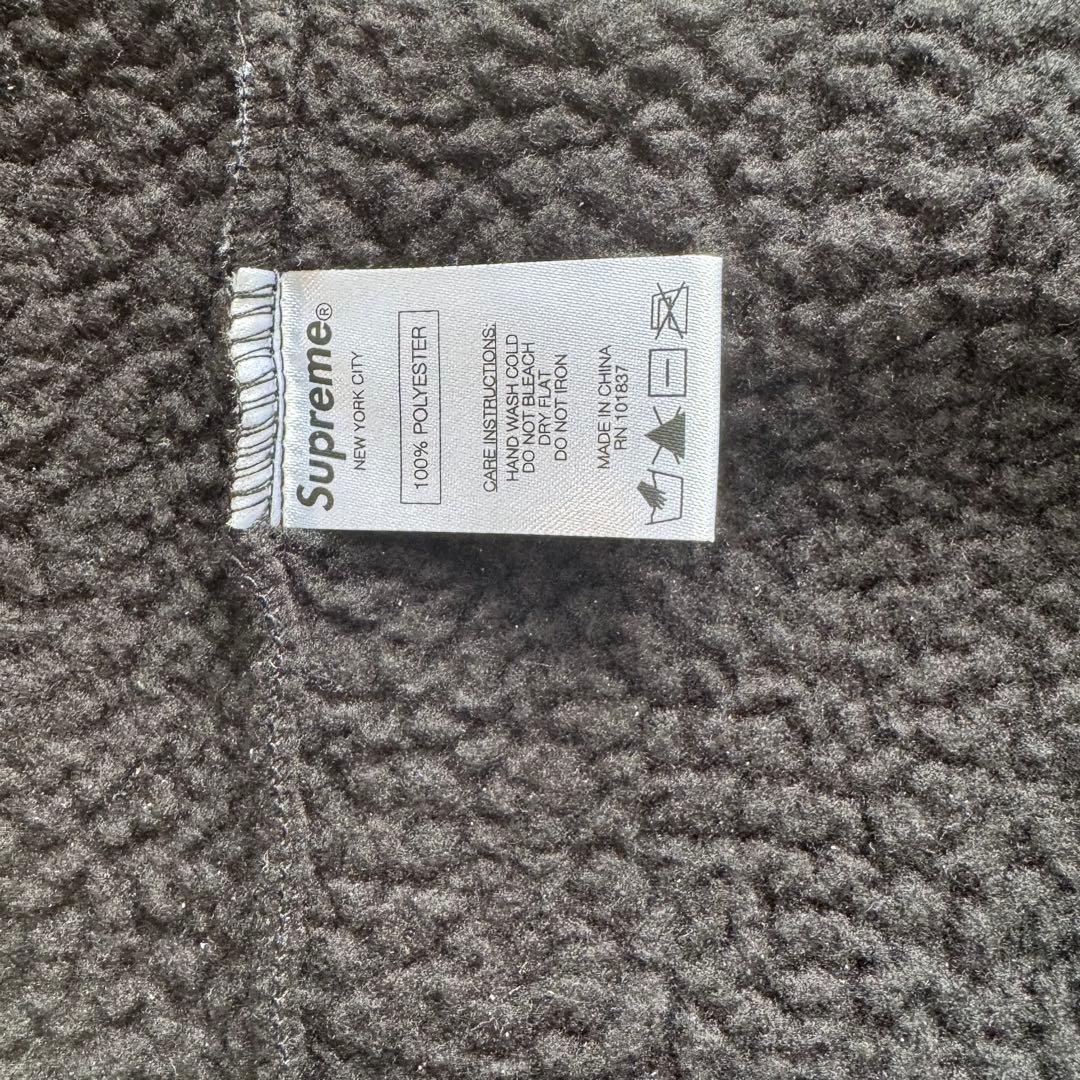 Supreme®
NEW YORK CITY
100% POLYESTER
CARE INSTRUCTIONS:
HAND WASH COLD
DO NOT BLEACH
DRY FLAT
DO NOT IRON
MADE IN CHINA
RN 101837